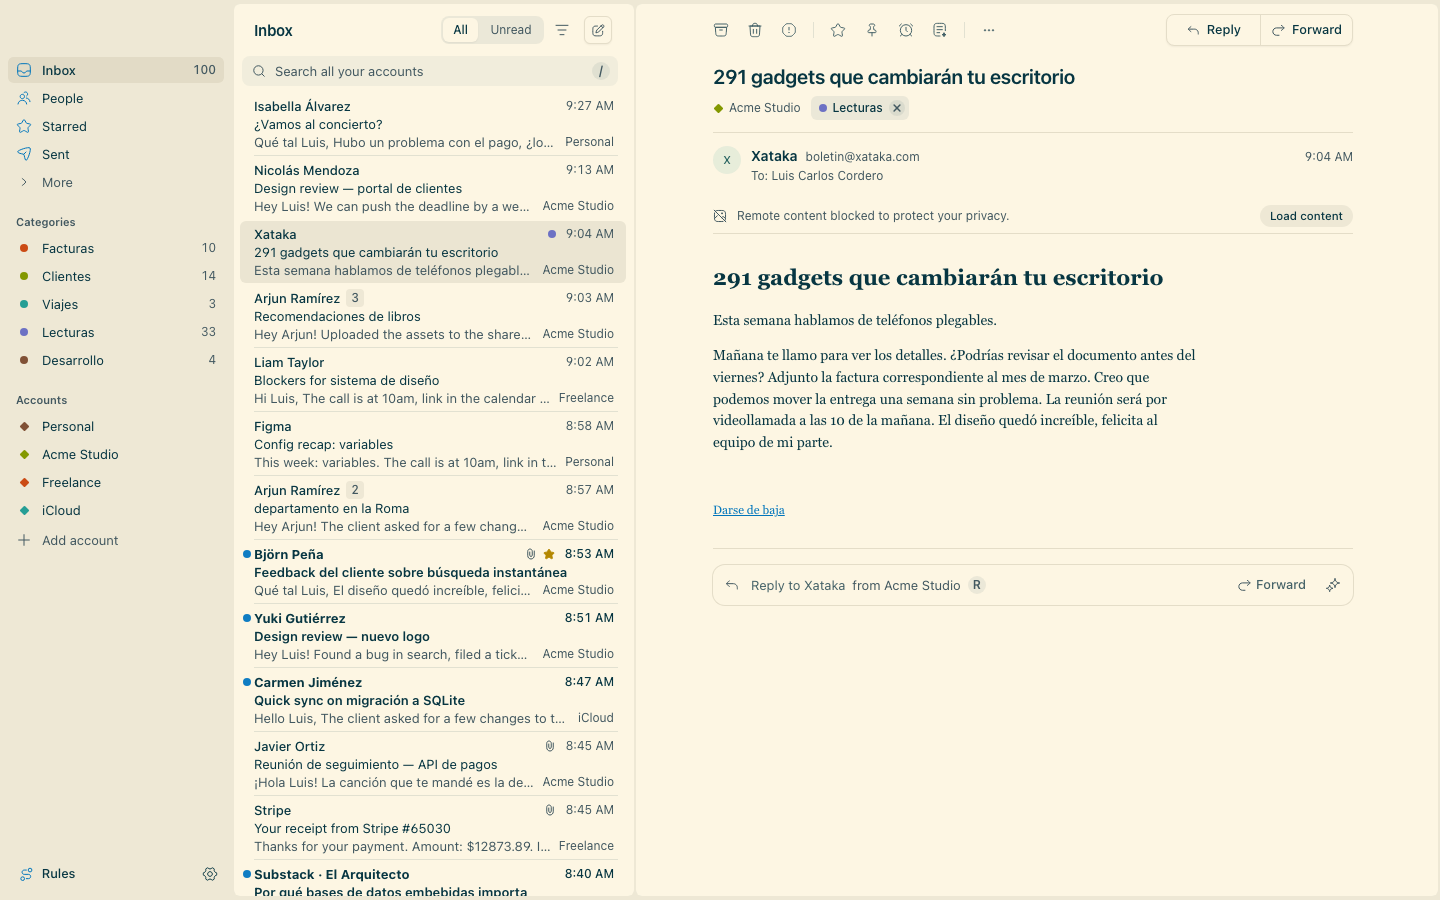 Inbox 100
People
Starred
Sent
More
Categories
Facturas 10
Clientes 14
Viajes 3
Lecturas 33
Desarrollo 4
Accounts
Personal
Acme Studio
Freelance
iCloud
Add account
Rules
Inbox All Unread
Search all your accounts /
Isabella Álvarez 9:27 AM
¿Vamos al concierto?
Qué tal Luis, Hubo un problema con el pago, ¿lo... Personal
Nicolás Mendoza 9:13 AM
Design review — portal de clientes
Hey Luis! We can push the deadline by a we... Acme Studio
Xataka 9:04 AM
291 gadgets que cambiarán tu escritorio
Esta semana hablamos de teléfonos plegabl... Acme Studio
Arjun Ramírez 3 9:03 AM
Recomendaciones de libros
Hey Arjun! Uploaded the assets to the share... Acme Studio
Liam Taylor 9:02 AM
Blockers for sistema de diseño
Hi Luis, The call is at 10am, link in the calendar ... Freelance
Figma 8:58 AM
Config recap: variables
This week: variables. The call is at 10am, link in t... Personal
Arjun Ramírez 2 8:57 AM
departamento en la Roma
Hey Arjun! The client asked for a few chang... Acme Studio
Björn Peña 8:53 AM
Feedback del cliente sobre búsqueda instantánea
Qué tal Luis, El diseño quedó increíble, felici... Acme Studio
Yuki Gutiérrez 8:51 AM
Design review — nuevo logo
Hey Luis! Found a bug in search, filed a tick... Acme Studio
Carmen Jiménez 8:47 AM
Quick sync on migración a SQLite
Hello Luis, The client asked for a few changes to t... iCloud
Javier Ortiz 8:45 AM
Reunión de seguimiento — API de pagos
¡Hola Luis! La canción que te mandé es la de... Acme Studio
Stripe 8:45 AM
Your receipt from Stripe #65030
Thanks for your payment. Amount: $12873.89. I... Freelance
Substack · El Arquitecto 8:40 AM
Por qué bases de datos embebidas importa
Reply Forward
291 gadgets que cambiarán tu escritorio
Acme Studio Lecturas
X Xataka boletin@xataka.com 9:04 AM
To: Luis Carlos Cordero
Remote content blocked to protect your privacy. Load content
291 gadgets que cambiarán tu escritorio
Esta semana hablamos de teléfonos plegables.
Mañana te llamo para ver los detalles. ¿Podrías revisar el documento antes del
viernes? Adjunto la factura correspondiente al mes de marzo. Creo que
podemos mover la entrega una semana sin problema. La reunión será por
videollamada a las 10 de la mañana. El diseño quedó increíble, felicita al
equipo de mi parte.
Darse de baja
Reply to Xataka from Acme Studio R Forward